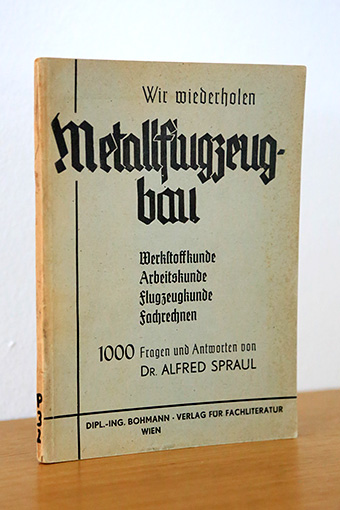 Wir wiederholen
Metallflugzeug-
bau
Werkstoffkunde
Arbeitskunde
Flugzeugkunde
Fachrechnen
1000 Fragen und Antworten von
DR. ALFRED SPRAUL
DIPL.-ING. BOHMANN · VERLAG FÜR FACHLITERATUR
WIEN
P 32